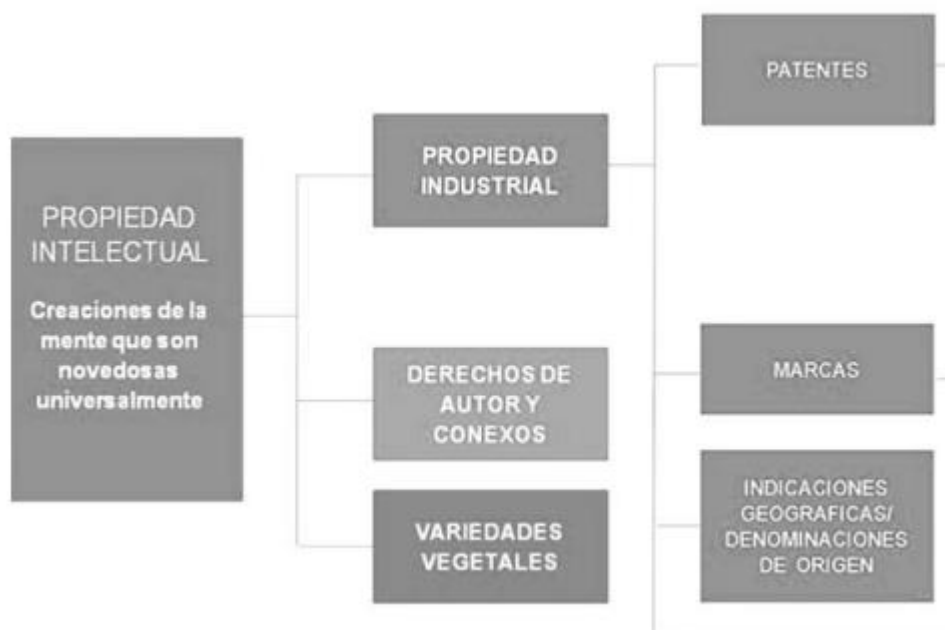 PROPIEDAD
INTELECTUAL
Creaciones de la
mente que son
novedosas
universalmente
PROPIEDAD
INDUSTRIAL
DERECHOS DE
AUTOR Y
CONEXOS
VARIEDADES
VEGETALES
PATENTES
MARCAS
INDICACIONES
GEOGRAFICAS/
DENOMINACIONES
DE ORIGEN